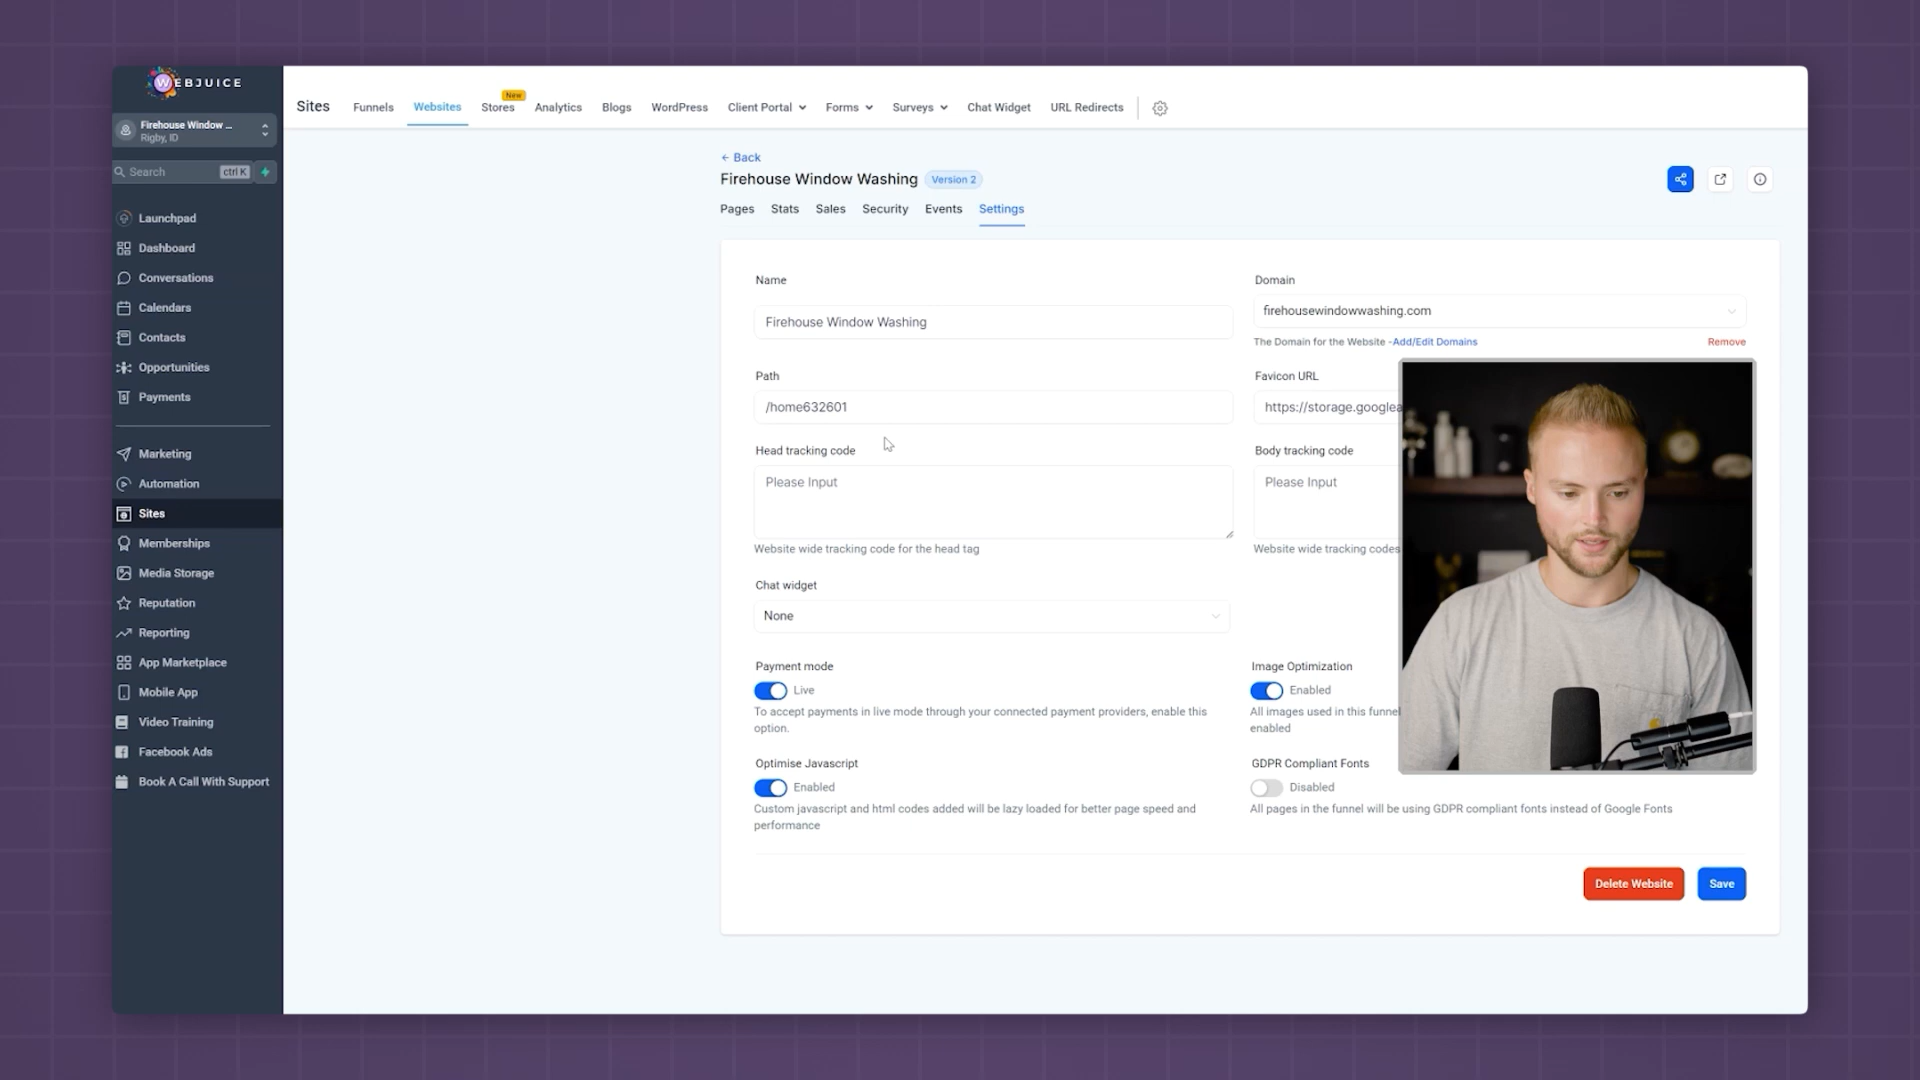 WEBJUICE
Firehouse Window ...
Rigby, ID
Search
ctrl K
Launchpad
Dashboard
Conversations
Calendars
Contacts
Opportunities
Payments
Marketing
Automation
Sites
Memberships
Media Storage
Reputation
Reporting
App Marketplace
Mobile App
Video Training
Facebook Ads
Book A Call With Support
Sites
Funnels
Websites
New
Stores
Analytics
Blogs
WordPress
Client Portal
Forms
Surveys
Chat Widget
URL Redirects
← Back
Firehouse Window Washing
Version 2
Pages
Stats
Sales
Security
Events
Settings
Name
Firehouse Window Washing
Domain
firehousewindowwashing.com
The Domain for the Website -Add/Edit Domains
Remove
Path
/home632601
Favicon URL
https://storage.googlea
Head tracking code
Please Input
Website wide tracking code for the head tag
Body tracking code
Please Input
Website wide tracking codes
Chat widget
None
Payment mode
Live
To accept payments in live mode through your connected payment providers, enable this
option.
Image Optimization
Enabled
All images used in this funnel
enabled
Optimise Javascript
Enabled
Custom javascript and html codes added will be lazy loaded for better page speed and
performance
GDPR Compliant Fonts
Disabled
All pages in the funnel will be using GDPR compliant fonts instead of Google Fonts
Delete Website
Save